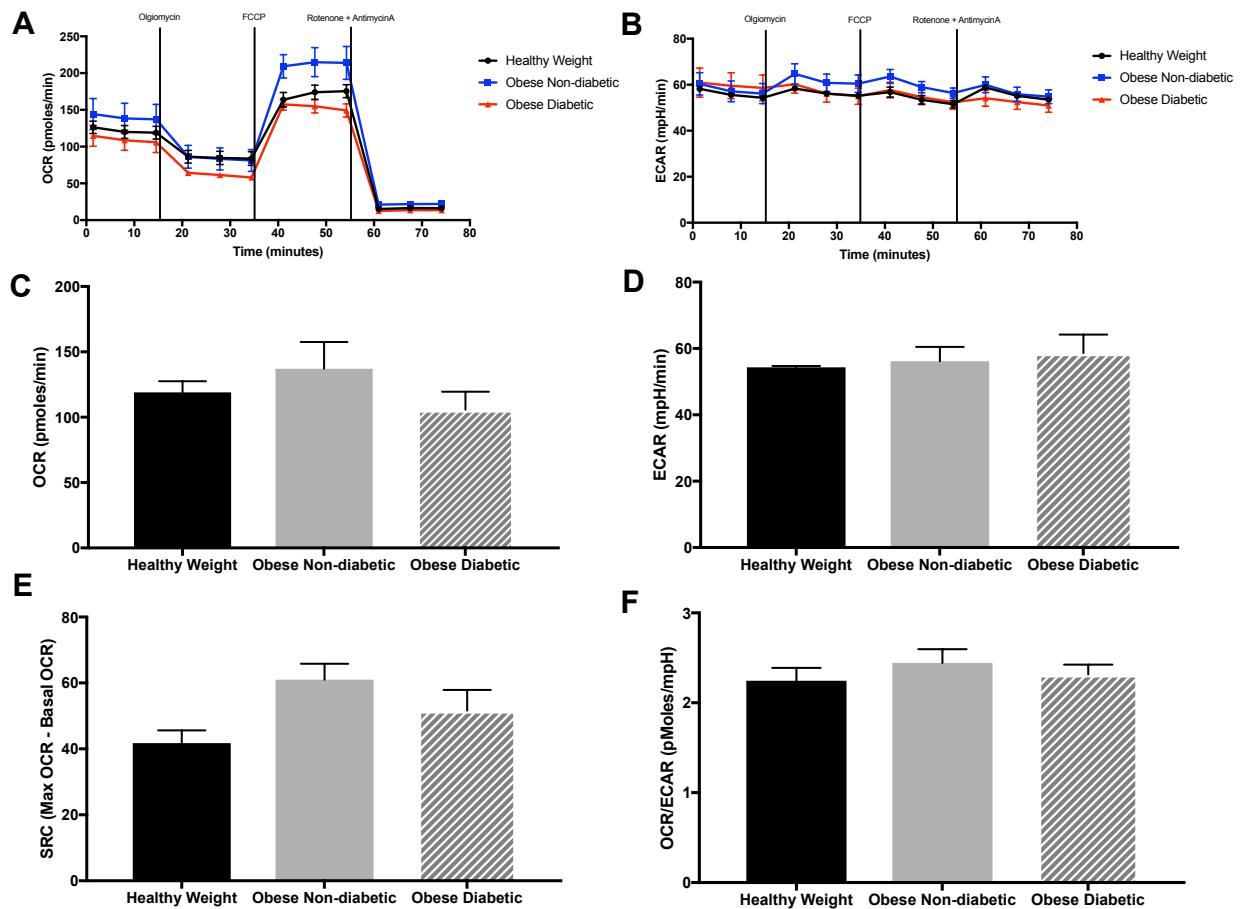 A
Olgiomycin
FCCP
Rotenone + AntimycinA
250
200
150
100
50
0
OCR (pmoles/min)
0 10 20 30 40 50 60 70 80
Time (minutes)
Healthy Weight
Obese Non-diabetic
Obese Diabetic
B
Olgiomycin
FCCP
Rotenone + AntimycinA
80
60
40
20
0
ECAR (mpH/min)
0 10 20 30 40 50 60 70 80
Time (minutes)
Healthy Weight
Obese Non-diabetic
Obese Diabetic
C
200
150
100
50
0
OCR (pmoles/min)
Healthy Weight Obese Non-diabetic Obese Diabetic
D
80
60
40
20
0
ECAR (mpH/min)
Healthy Weight Obese Non-diabetic Obese Diabetic
E
80
60
40
20
0
SRC (Max OCR - Basal OCR)
Healthy Weight Obese Non-diabetic Obese Diabetic
F
3
2
1
0
OCR/ECAR (pMoles/mpH)
Healthy Weight Obese Non-diabetic Obese Diabetic